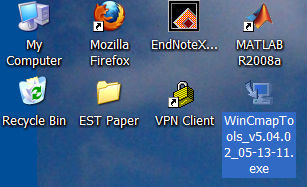 My Computer
Mozilla Firefox
EndNoteX...
MATLAB R2008a
Recycle Bin
EST Paper
VPN Client
WinCmapTo
ols_v5.04.0
2_05-13-11.
exe